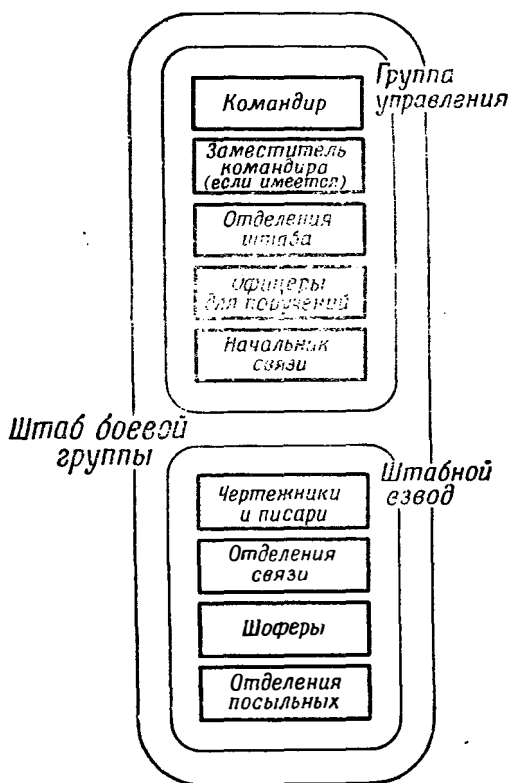 Группа
управления
Командир
Заместитель
командира
(если имеется)
Отделения
штаба
Офицеры
для поручений
Начальник
связи
Штаб боевой
группы
Штабной
взвод
Чертежники
и писари
Отделения
связи
Шоферы
Отделения
посыльных